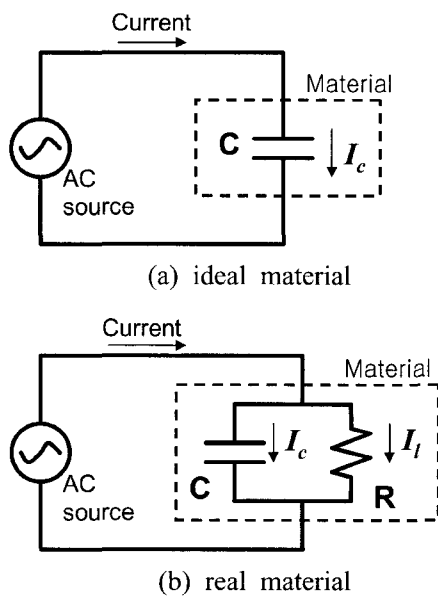 Current
Material
C
I_c
AC
source
(a) ideal material
Current
Material
I_c
I_l
C
R
AC
source
(b) real material